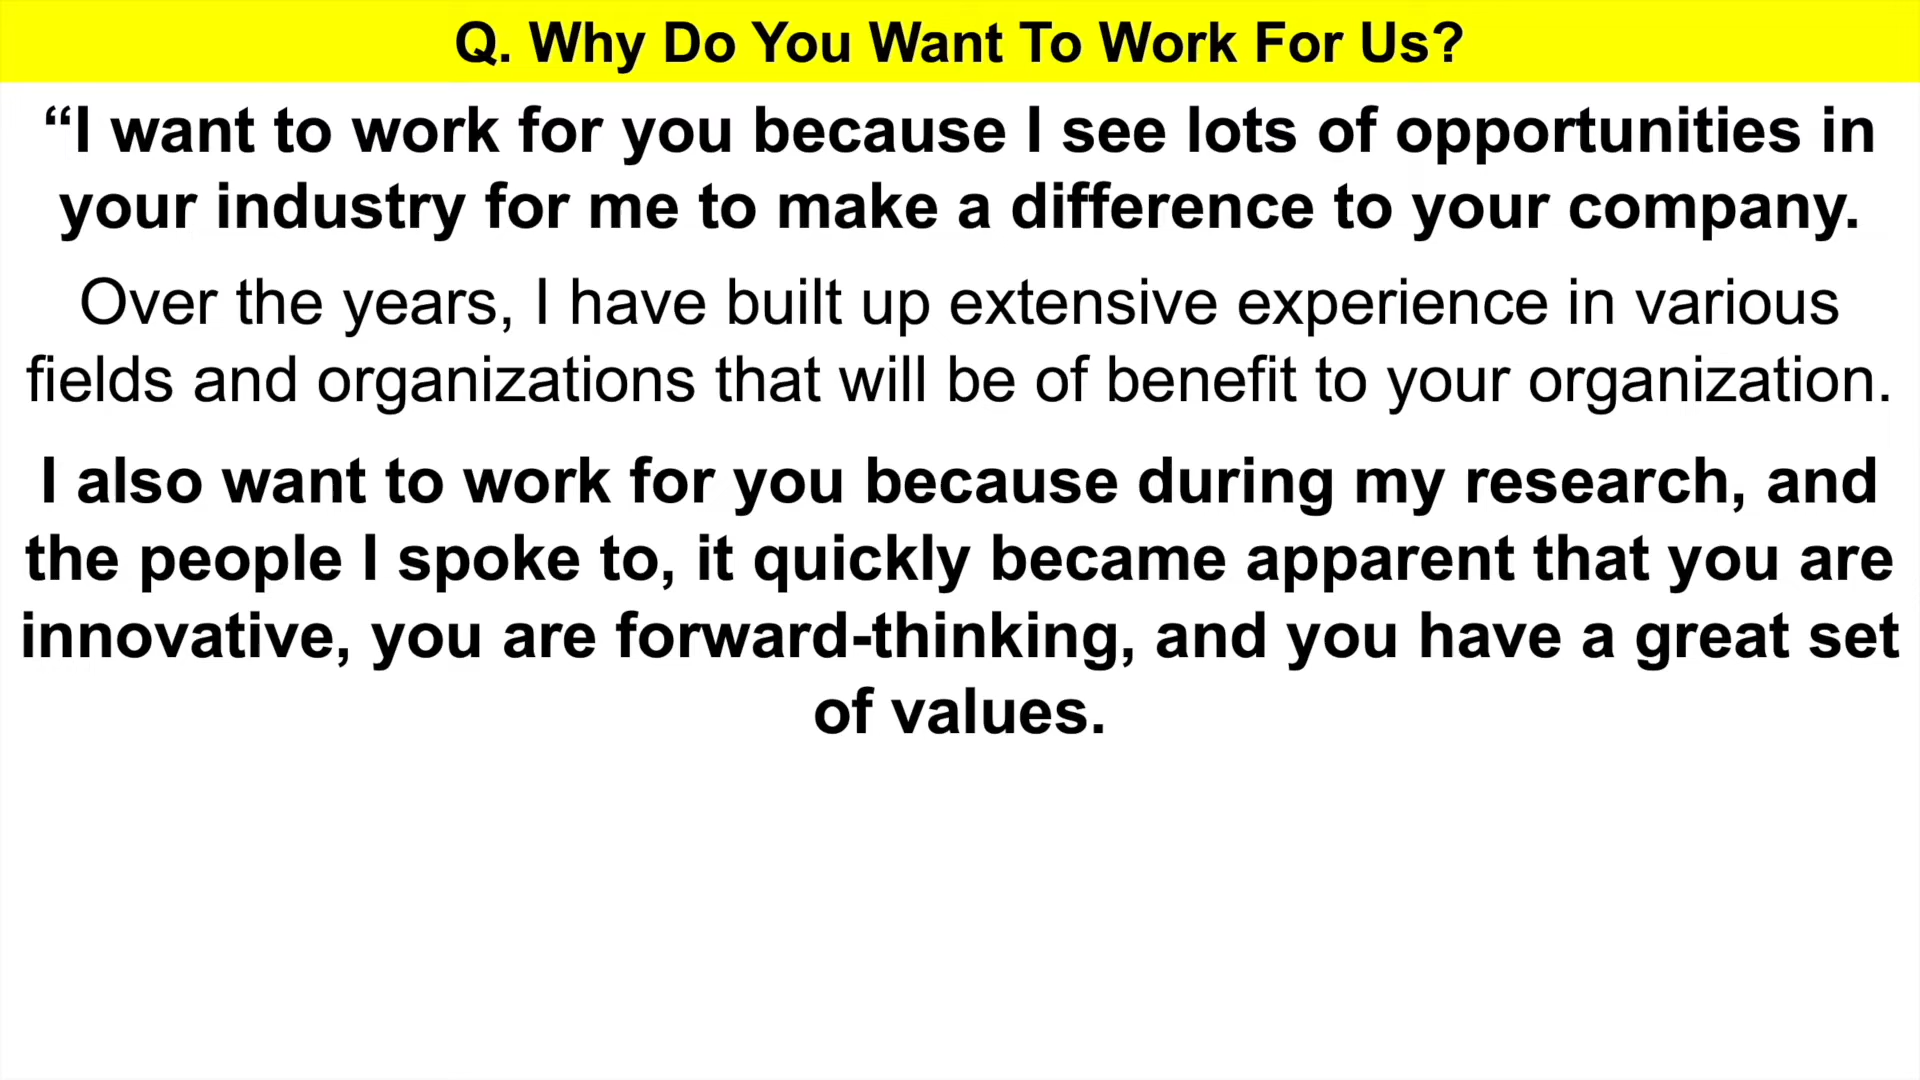 Q. Why Do You Want To Work For Us?
“I want to work for you because I see lots of opportunities in
your industry for me to make a difference to your company.
Over the years, I have built up extensive experience in various
fields and organizations that will be of benefit to your organization.
I also want to work for you because during my research, and
the people I spoke to, it quickly became apparent that you are
innovative, you are forward-thinking, and you have a great set
of values.